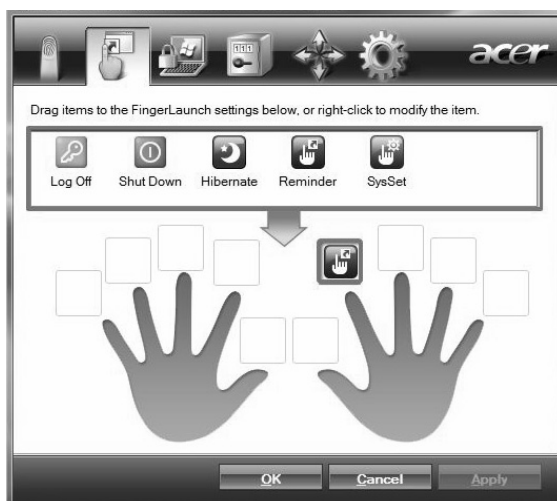 acer
Drag items to the FingerLaunch settings below, or right-click to modify the item.
Log Off Shut Down Hibernate Reminder SysSet
OK Cancel Apply